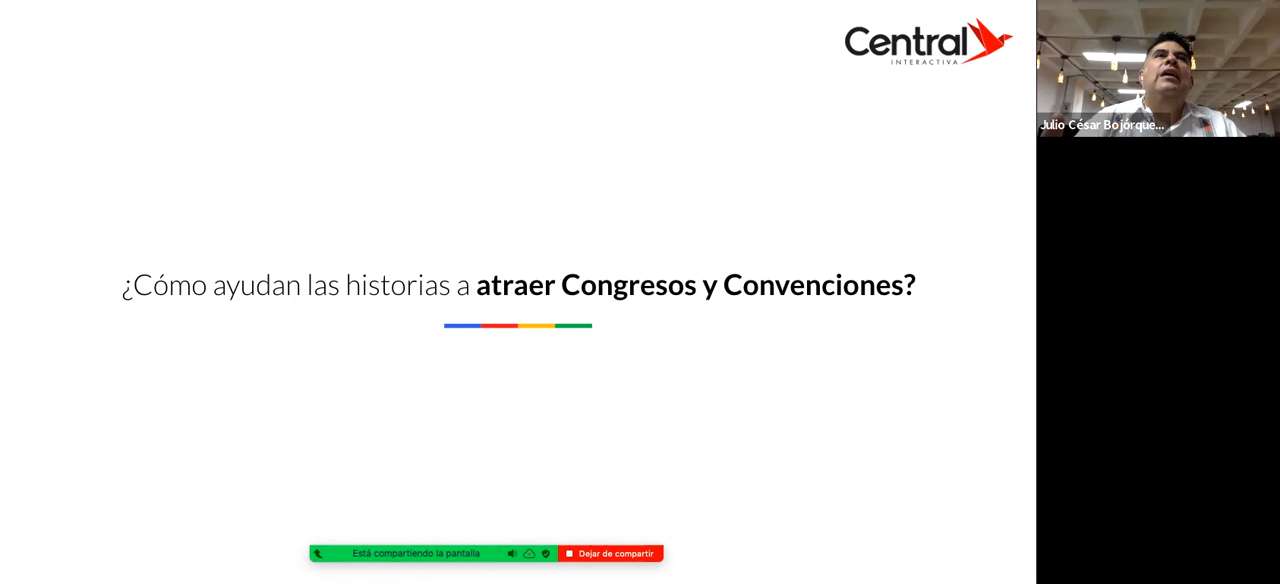 Central
INTERACTIVA
Julio César Bojórque...
¿Cómo ayudan las historias a atraer Congresos y Convenciones?
Está compartiendo la pantalla
Dejar de compartir